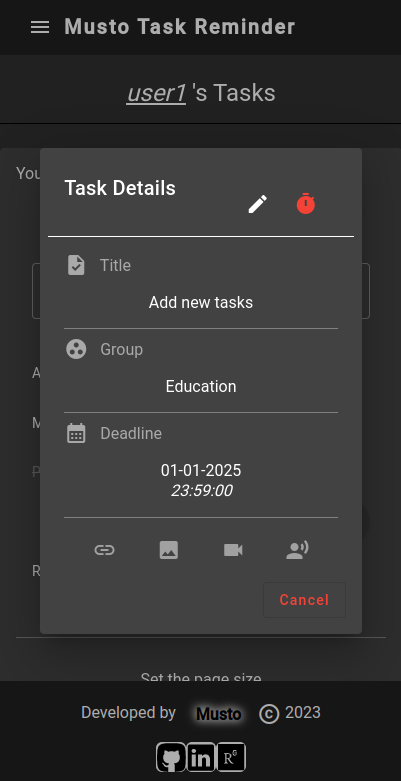 Musto Task Reminder
user1 's Tasks
You
Task Details
Title
Add new tasks
Group
Education
Deadline
01-01-2025
23:59:00
A
M
P
R
Cancel
Set the page size
Developed by Musto © 2023
in R